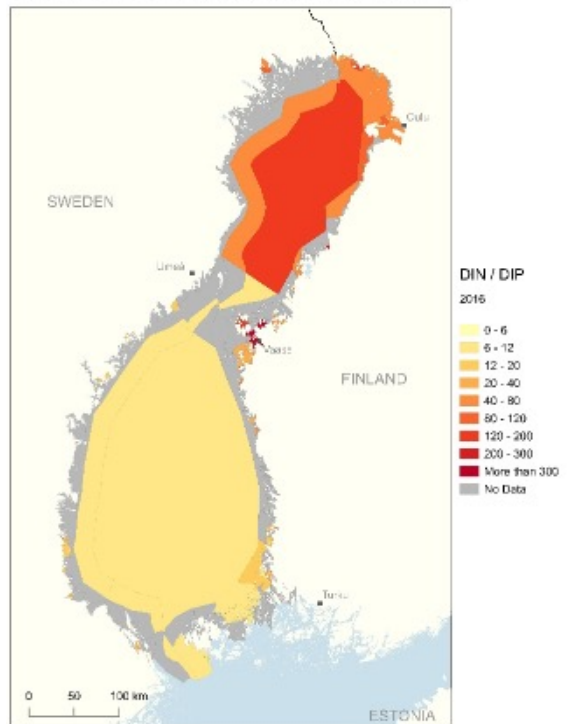 Oulu
SWEDEN
Umeå
DIN / DIP
2016
0 - 6
6 - 12
12 - 20
20 - 40
40 - 80
80 - 120
120 - 200
200 - 300
More than 300
No Data
Vaasa
FINLAND
Turku
0 50 100 km
ESTONIA